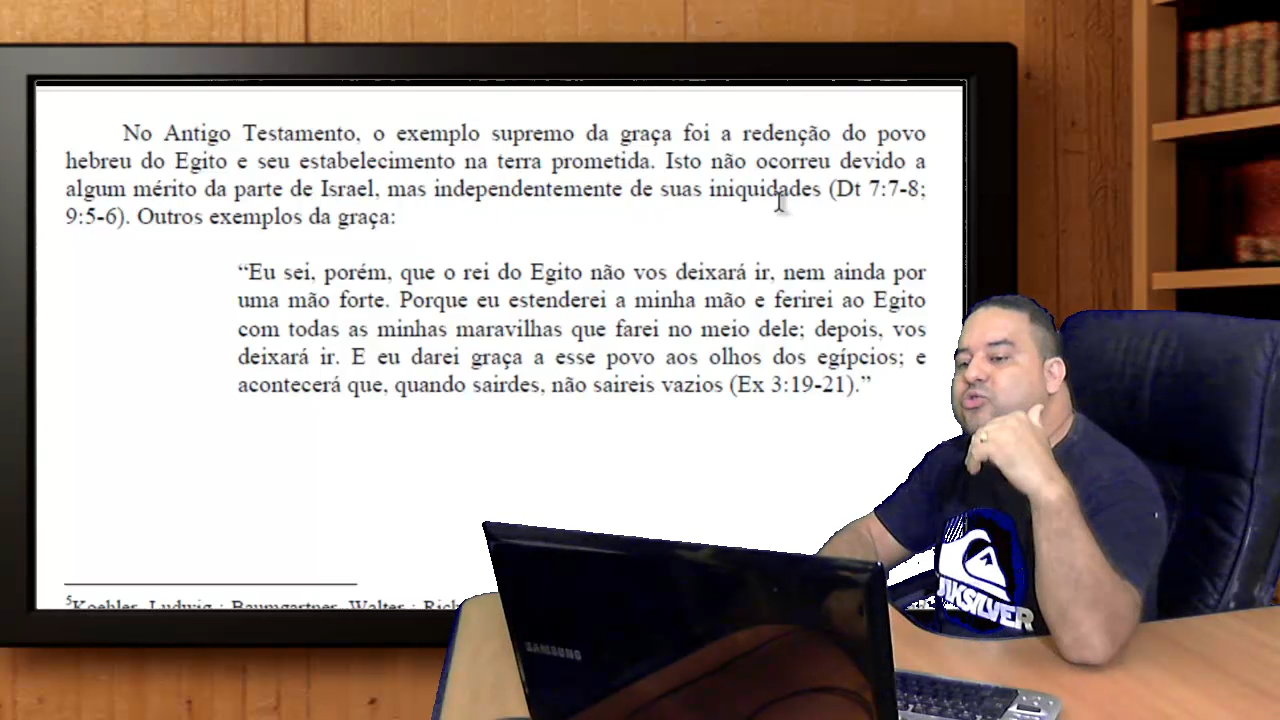 No Antigo Testamento, o exemplo supremo da graça foi a redenção do povo
hebreu do Egito e seu estabelecimento na terra prometida. Isto não ocorreu devido a
algum mérito da parte de Israel, mas independentemente de suas iniquidades (Dt 7:7-8;
9:5-6). Outros exemplos da graça:
“Eu sei, porém, que o rei do Egito não vos deixará ir, nem ainda por
uma mão forte. Porque eu estenderei a minha mão e ferirei ao Egito
com todas as minhas maravilhas que farei no meio dele; depois, vos
deixará ir. E eu darei graça a esse povo aos olhos dos egípcios; e
acontecerá que, quando sairdes, não saireis vazios (Ex 3:19-21).”
5Koehler, Ludwig ; Baumgartner, Walter ;
SAMSUNG
QUIKSILVER